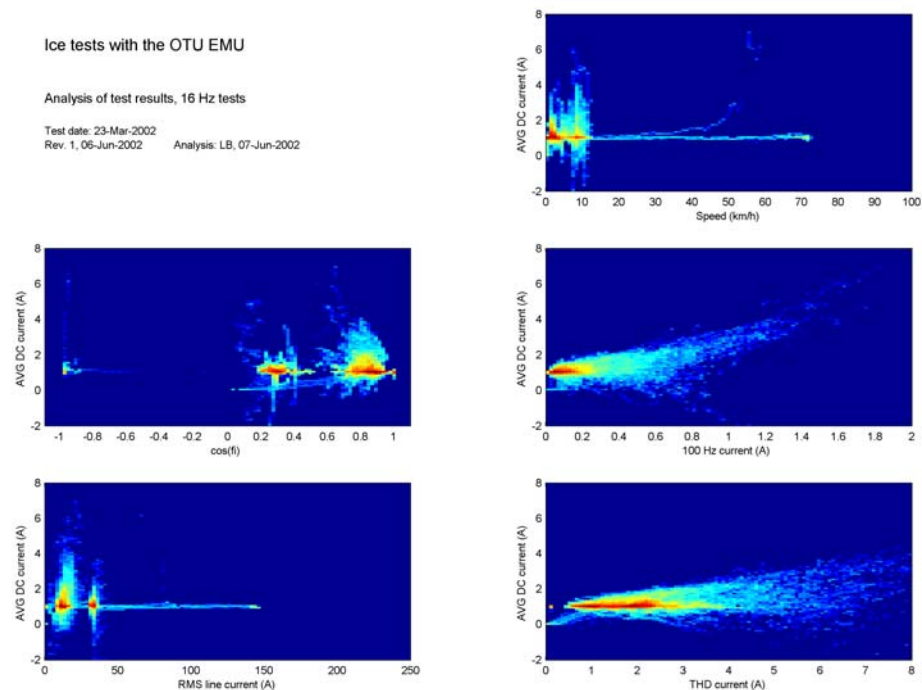 Ice tests with the OTU EMU
Analysis of test results, 16 Hz tests
Test date: 23-Mar-2002
Rev. 1, 06-Jun-2002 Analysis: LB, 07-Jun-2002
AVG DC current (A)
8
6
4
2
0
-2
0 10 20 30 40 50 60 70 80 90 100
Speed (km/h)
AVG DC current (A)
8
6
4
2
0
-2
-1 -0.8 -0.6 -0.4 -0.2 0 0.2 0.4 0.6 0.8 1
cos(fi)
AVG DC current (A)
8
6
4
2
0
-2
0 0.2 0.4 0.6 0.8 1 1.2 1.4 1.6 1.8 2
100 Hz current (A)
AVG DC current (A)
8
6
4
2
0
-2
0 50 100 150 200 250
RMS line current (A)
AVG DC current (A)
8
6
4
2
0
-2
0 1 2 3 4 5 6 7 8
THD current (A)